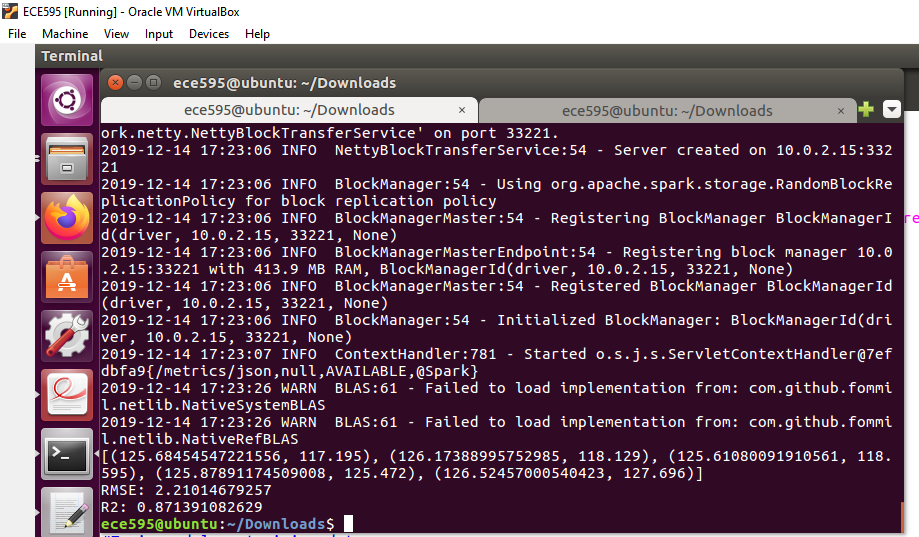 ECE595 [Running] - Oracle VM VirtualBox
File Machine View Input Devices Help
Terminal
ece595@ubuntu: ~/Downloads
ece595@ubuntu: ~/Downloads × ece595@ubuntu: ~/Downloads ×
ork.netty.NettyBlockTransferService' on port 33221.
2019-12-14 17:23:06 INFO  NettyBlockTransferService:54 - Server created on 10.0.2.15:332
21
2019-12-14 17:23:06 INFO  BlockManager:54 - Using org.apache.spark.storage.RandomBlockRe
plicationPolicy for block replication policy
2019-12-14 17:23:06 INFO  BlockManagerMaster:54 - Registering BlockManager BlockManagerI
d(driver, 10.0.2.15, 33221, None)
2019-12-14 17:23:06 INFO  BlockManagerMasterEndpoint:54 - Registering block manager 10.0
.2.15:33221 with 413.9 MB RAM, BlockManagerId(driver, 10.0.2.15, 33221, None)
2019-12-14 17:23:06 INFO  BlockManagerMaster:54 - Registered BlockManager BlockManagerId
(driver, 10.0.2.15, 33221, None)
2019-12-14 17:23:06 INFO  BlockManager:54 - Initialized BlockManager: BlockManagerId(dri
ver, 10.0.2.15, 33221, None)
2019-12-14 17:23:07 INFO  ContextHandler:781 - Started o.s.j.s.ServletContextHandler@7ef
dbfa9{/metrics/json,null,AVAILABLE,@Spark}
2019-12-14 17:23:26 WARN  BLAS:61 - Failed to load implementation from: com.github.fommi
l.netlib.NativeSystemBLAS
2019-12-14 17:23:26 WARN  BLAS:61 - Failed to load implementation from: com.github.fommi
l.netlib.NativeRefBLAS
[(125.68454547221556, 117.195), (126.17388995752985, 118.129), (125.61080091910561, 118.
595), (125.87891174509008, 125.472), (126.52457000540423, 127.696)]
RMSE: 2.21014679257
R2: 0.871391082629
ece595@ubuntu:~/Downloads$
re